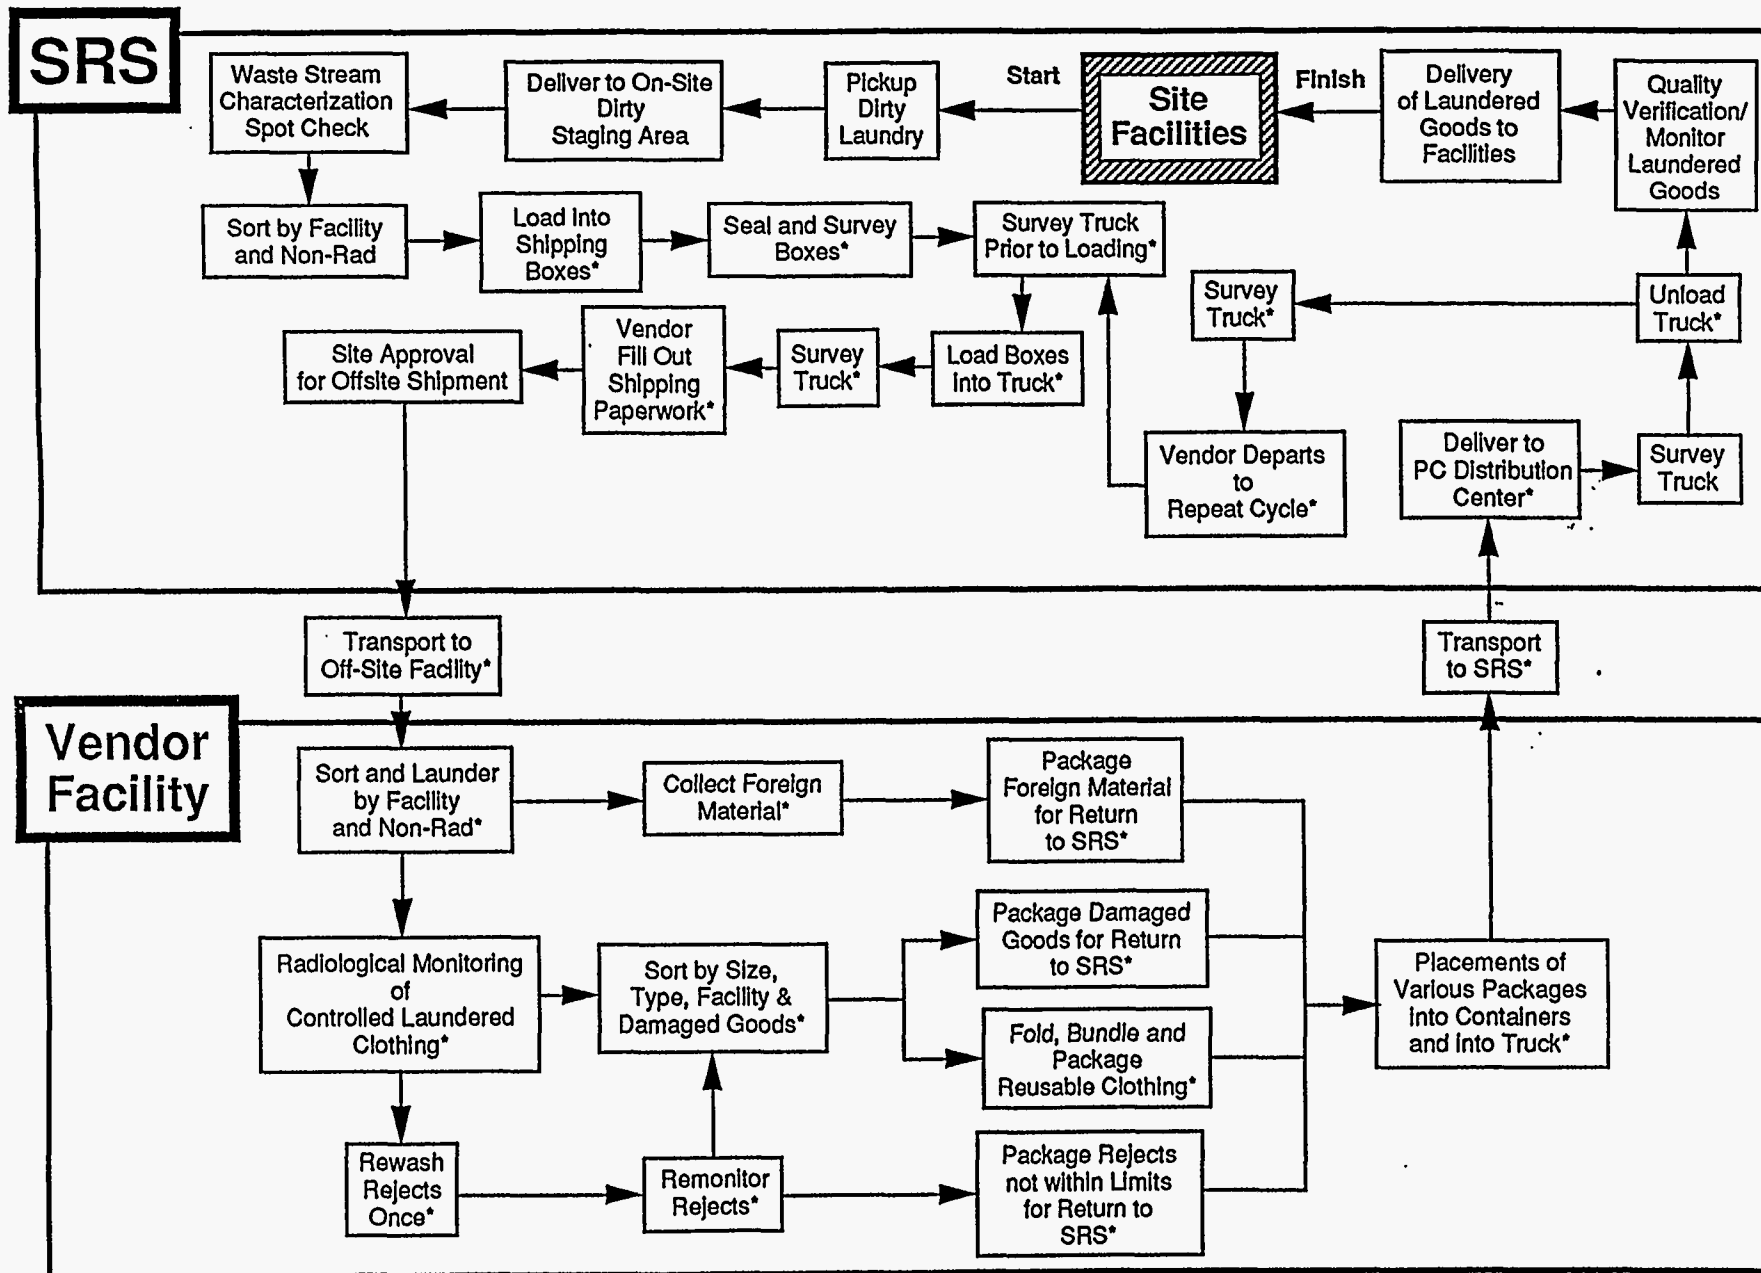 SRS
Waste Stream
Characterization
Spot Check
Deliver to On-Site
Dirty
Staging Area
Pickup
Dirty
Laundry
Start
Site
Facilities
Finish
Delivery
of Laundered
Goods to
Facilities
Quality
Verification/
Monitor
Laundered
Goods
Sort by Facility
and Non-Rad
Load into
Shipping
Boxes*
Seal and Survey
Boxes*
Survey Truck
Prior to Loading*
Survey
Truck*
Unload
Truck*
Site Approval
for Offsite Shipment
Vendor
Fill Out
Shipping
Paperwork*
Survey
Truck*
Load Boxes
into Truck*
Vendor Departs
to
Repeat Cycle*
Deliver to
PC Distribution
Center*
Survey
Truck
Transport to
Off-Site Facility*
Transport
to SRS*
Vendor
Facility
Sort and Launder
by Facility
and Non-Rad*
Collect Foreign
Material*
Package
Foreign Material
for Return
to SRS*
Radiological Monitoring
of
Controlled Laundered
Clothing*
Sort by Size,
Type, Facility &
Damaged Goods*
Package Damaged
Goods for Return
to SRS*
Fold, Bundle and
Package
Reusable Clothing*
Placements of
Various Packages
into Containers
and into Truck*
Rewash
Rejects
Once*
Remonitor
Rejects*
Package Rejects
not within Limits
for Return to
SRS*